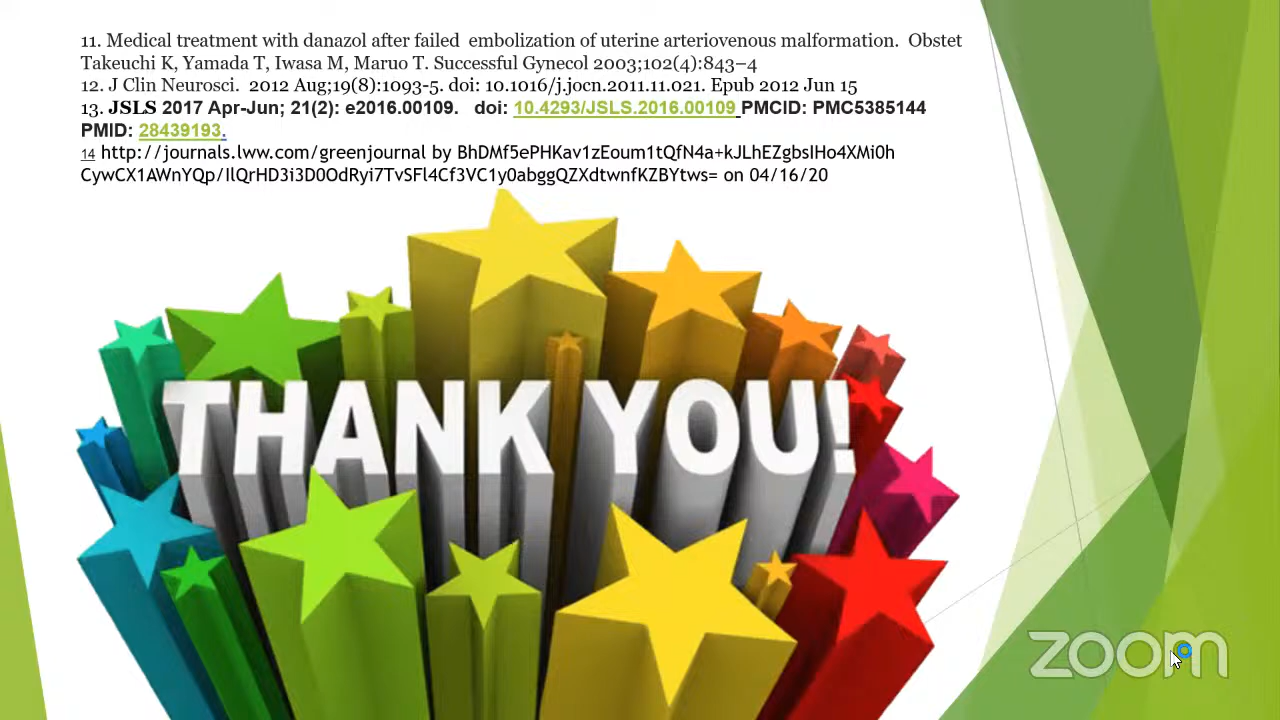 11. Medical treatment with danazol after failed embolization of uterine arteriovenous malformation. Obstet
Takeuchi K, Yamada T, Iwasa M, Maruo T. Successful Gynecol 2003;102(4):843–4
12. J Clin Neurosci. 2012 Aug;19(8):1093-5. doi: 10.1016/j.jocn.2011.11.021. Epub 2012 Jun 15
13. JSLS 2017 Apr-Jun; 21(2): e2016.00109. doi: 10.4293/JSLS.2016.00109 PMCID: PMC5385144
PMID: 28439193.
14 http://journals.lww.com/greenjournal by BhDMf5ePHKav1zEoum1tQfN4a+kJLhEZgbsIHo4XMi0h
CywCX1AWnYQp/IlQrHD3i3D0OdRyi7TvSFl4Cf3VC1y0abggQZXdtwnfKZBYtws= on 04/16/20
THANK YOU!
zoom